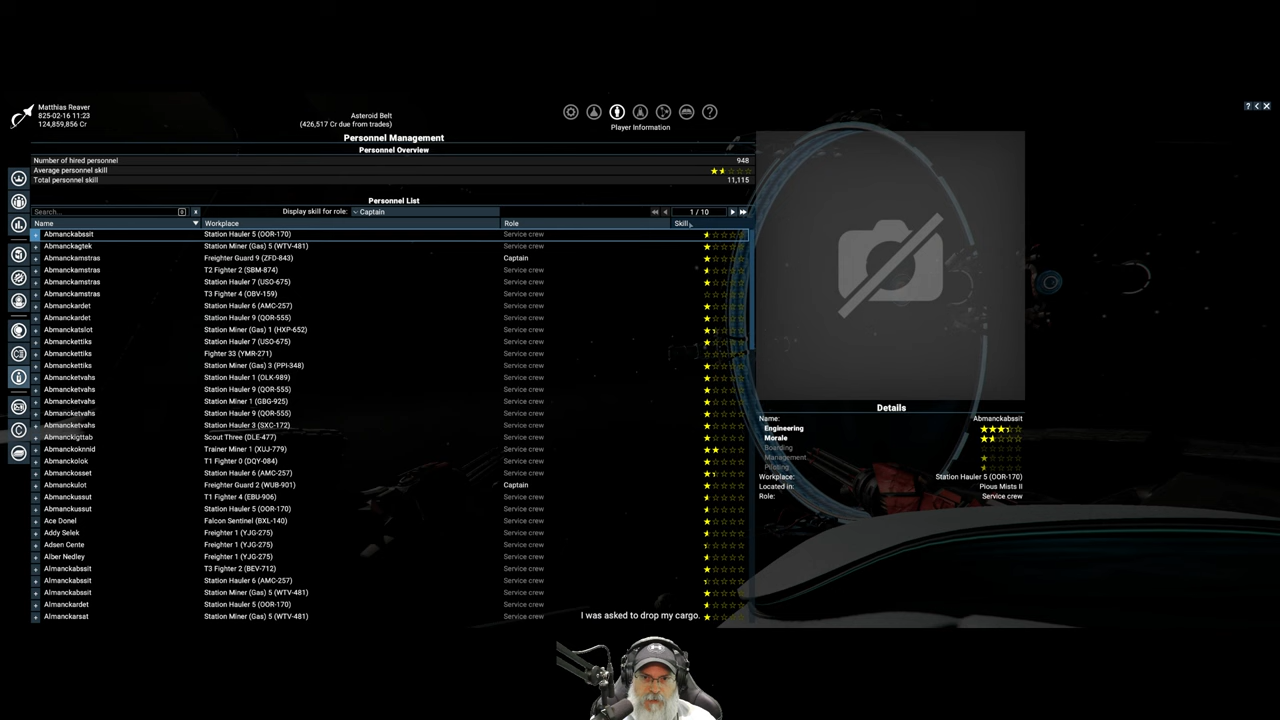 Matthias Reaver
825-02-16 11:23
124,859,856 Cr
Asteroid Belt
(426,517 Cr due from trades)
Player Information
Personnel Management
Personnel Overview
Number of hired personnel 948
Average personnel skill
Total personnel skill 11,115
Personnel List
Search... Display skill for role: Captain 1 / 10
Name Workplace Role Skill
Abmanckabssit Station Hauler 5 (OOR-170) Service crew
Abmanckagtek Station Miner (Gas) 5 (WTV-481) Service crew
Abmanckamstras Freighter Guard 9 (ZFD-843) Captain
Abmanckamstras T2 Fighter 2 (SBM-874) Service crew
Abmanckamstras Station Hauler 7 (USO-675) Service crew
Abmanckamstras T3 Fighter 4 (OBV-159) Service crew
Abmanckardet Station Hauler 6 (AMC-257) Service crew
Abmanckardet Station Hauler 9 (QOR-555) Service crew
Abmanckatslot Station Miner (Gas) 1 (HXP-652) Service crew
Abmanckettiks Station Hauler 7 (USO-675) Service crew
Abmanckettiks Fighter 33 (YMR-271) Service crew
Abmanckettiks Station Miner (Gas) 3 (PPI-348) Service crew
Abmancketvahs Station Hauler 1 (OLK-989) Service crew
Abmancketvahs Station Hauler 9 (QOR-555) Service crew
Abmancketvahs Station Miner 1 (GBG-925) Service crew
Abmancketvahs Station Hauler 9 (QOR-555) Service crew
Abmancketvahs Station Hauler 3 (SXC-172) Service crew
Abmanckigttab Scout Three (DLE-477) Service crew
Abmanckoknnid Trainer Miner 1 (XUJ-779) Service crew
Abmanckolok T1 Fighter 0 (DQY-084) Service crew
Abmanckosset Station Hauler 6 (AMC-257) Service crew
Abmanckulot Freighter Guard 2 (WUB-901) Captain
Abmanckussut T1 Fighter 4 (EBU-906) Service crew
Abmanckussut Station Hauler 5 (OOR-170) Service crew
Ace Donel Falcon Sentinel (BXL-140) Service crew
Addy Selek Freighter 1 (YJG-275) Service crew
Adsen Cente Freighter 1 (YJG-275) Service crew
Alber Nedley Freighter 1 (YJG-275) Service crew
Almanckabssit T3 Fighter 2 (BEV-712) Service crew
Almanckabssit Station Hauler 6 (AMC-257) Service crew
Almanckabssit Station Miner (Gas) 5 (WTV-481) Service crew
Almanckardet Station Hauler 5 (OOR-170) Service crew
Almanckarsat Station Miner (Gas) 5 (WTV-481) Service crew
I was asked to drop my cargo.
Details
Name: Abmanckabssit
Engineering
Morale
Boarding
Management
Piloting
Workplace: Station Hauler 5 (OOR-170)
Located in: Pious Mists II
Role: Service crew